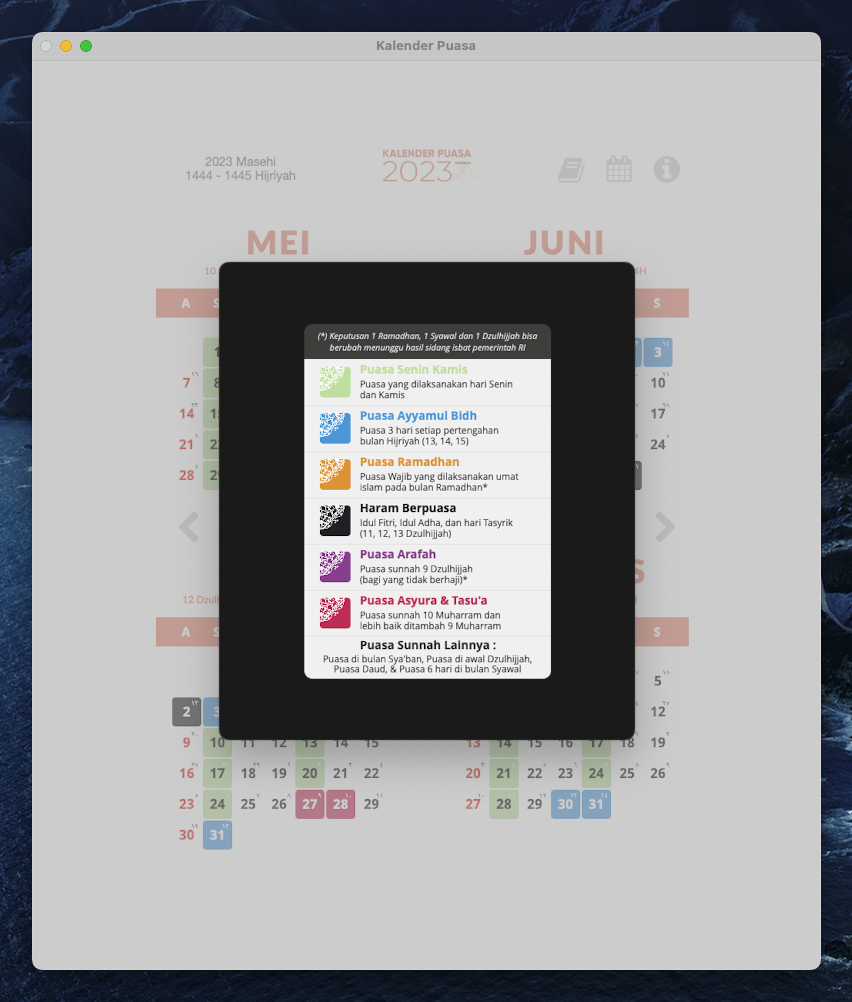 Kalender Puasa
2023 Masehi
1444 - 1445 Hijriyah
KALENDER PUASA
2023
MEI
JUNI
10
H
A S
S
3
7 8
10
14
17
21
24
28
(*) Keputusan 1 Ramadhan, 1 Syawal dan 1 Dzulhijjah bisa
berubah menunggu hasil sidang isbat pemerintah RI
Puasa Senin Kamis
Puasa yang dilaksanakan hari Senin
dan Kamis
Puasa Ayyamul Bidh
Puasa 3 hari setiap pertengahan
bulan Hijriyah (13, 14, 15)
Puasa Ramadhan
Puasa Wajib yang dilaksanakan umat
islam pada bulan Ramadhan*
Haram Berpuasa
Idul Fitri, Idul Adha, dan hari Tasyrik
(11, 12, 13 Dzulhijjah)
Puasa Arafah
Puasa sunnah 9 Dzulhijjah
(bagi yang tidak berhaji)*
Puasa Asyura & Tasu'a
Puasa sunnah 10 Muharram dan
lebih baik ditambah 9 Muharram
Puasa Sunnah Lainnya :
Puasa di bulan Sya'ban, Puasa di awal Dzulhijjah,
Puasa Daud, & Puasa 6 hari di bulan Syawal
S
12 Dzul
A S
S
5
2 3
12
9 10 11 12 13 14 15
13 14 15 16 17 18 19
16 17 18 19 20 21 22
20 21 22 23 24 25 26
23 24 25 26 27 28 29
27 28 29 30 31
30 31